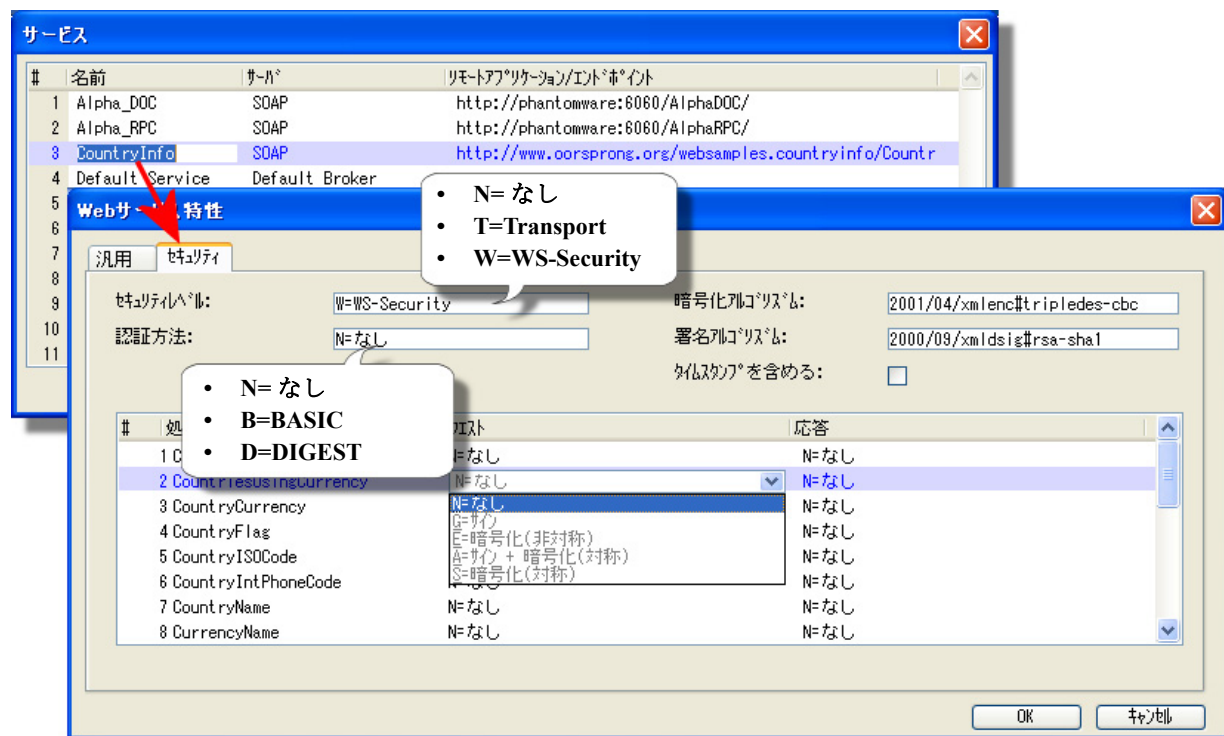 サービス
# 名前 サーバ リモートアプリケーション/エンドポイント
1 Alpha_DOC SOAP http://phantomware:6060/AlphaDOC/
2 Alpha_RPC SOAP http://phantomware:6060/AlphaRPC/
3 CountryInfo SOAP http://www.oorsprong.org/websamples.countryinfo/Countr
4 Default Service Default Broker
5
6
7
8
9
10
11
• N= なし
• T=Transport
• W=WS-Security
Webサービス特性
汎用 セキュリティ
セキュリティレベル: W=WS-Security 暗号化アルゴリズム: 2001/04/xmlenc#tripledes-cbc
認証方法: N=なし 署名アルゴリズム: 2000/09/xmldsig#rsa-sha1
タイムスタンプを含める:
• N= なし
• B=BASIC
• D=DIGEST
# 応答
1 N=なし N=なし
2 CountriesUsingCurrency N=なし N=なし
N=なし
G=サイン
E=暗号化(非対称)
A=サイン + 暗号化(対称)
S=暗号化(対称)
3 CountryCurrency N=なし
4 CountryFlag N=なし
5 CountryISOCode N=なし
6 CountryIntPhoneCode N=なし N=なし
7 CountryName N=なし N=なし
8 CurrencyName N=なし N=なし
OK キャンセル